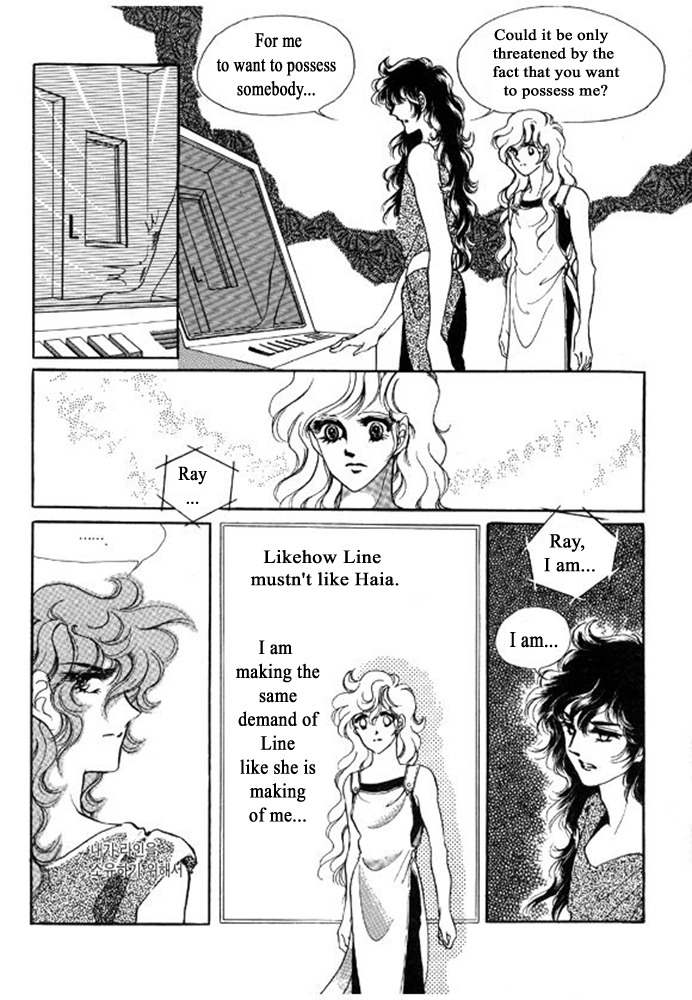 For me
to want to possess
somebody...
Could it be only
threatened by the
fact that you want
to possess me?
Ray
...
Ray,
I am...
I am...
Likehow Line
mustn't like Haia.
I am
making the
same
demand of
Line
like she is
making
of me...
......
내가 라인을
소유하기 위해서